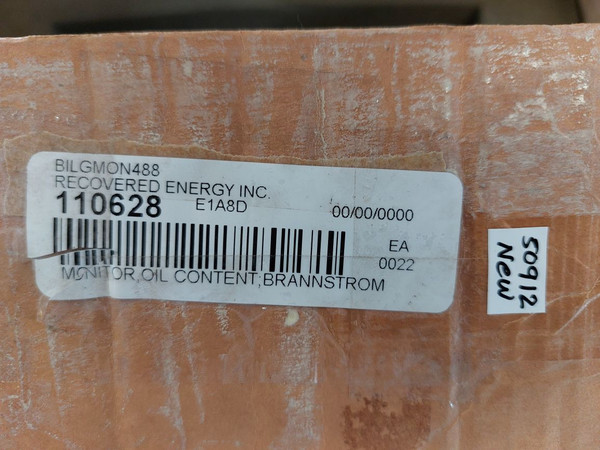 BILGMON488
RECOVERED ENERGY INC.
110628 E1A8D 00/00/0000
EA
0022
MONITOR,OIL CONTENT;BRANNSTROM
50912
New